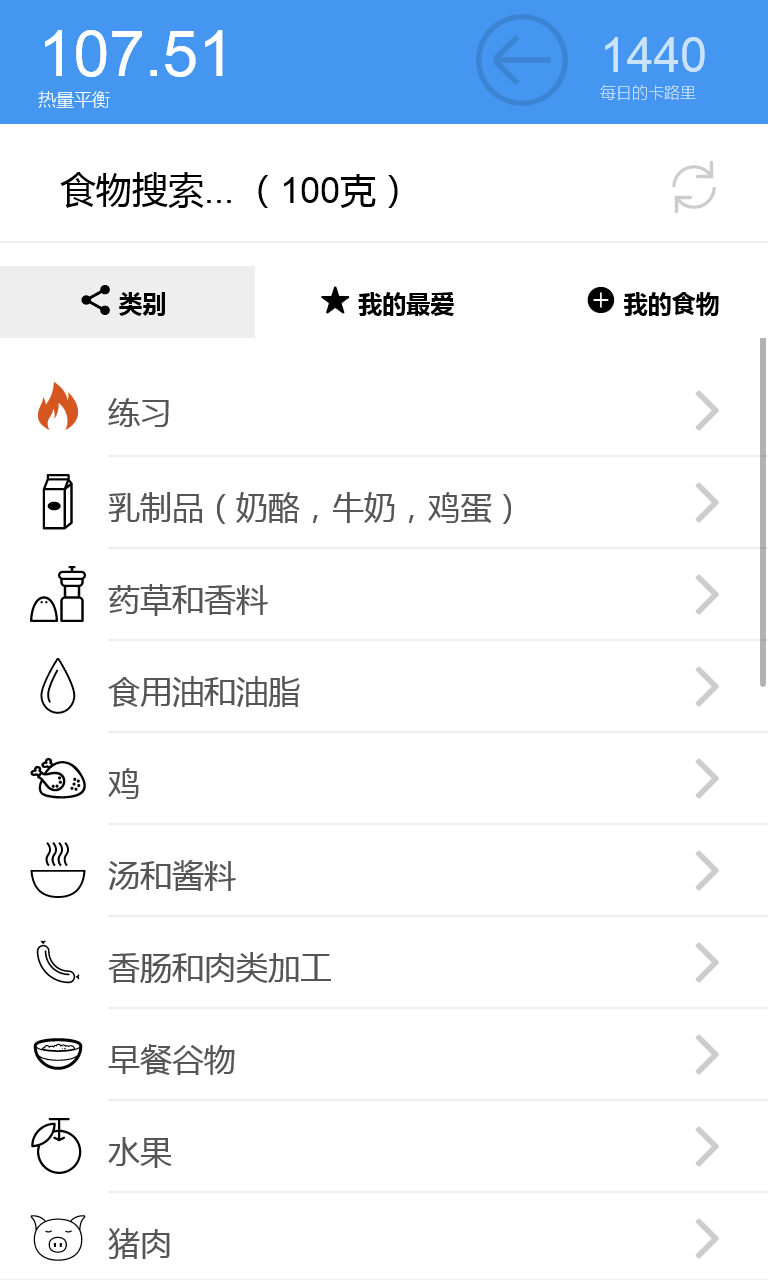 107.51
1440
热量平衡
每日的卡路里
食物搜索...（100克）
类别 我的最爱 我的食物
练习
乳制品（奶酪，牛奶，鸡蛋）
药草和香料
食用油和油脂
鸡
汤和酱料
香肠和肉类加工
早餐谷物
水果
猪肉